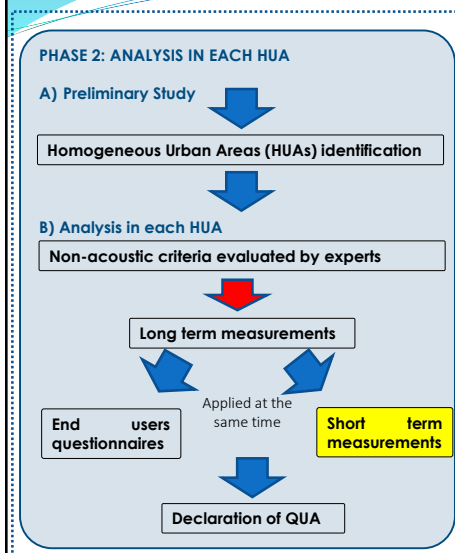 PHASE 2: ANALYSIS IN EACH HUA
A) Preliminary Study
Homogeneous Urban Areas (HUAs) identification
B) Analysis in each HUA
Non-acoustic criteria evaluated by experts
Long term measurements
Applied at the
same time
End users
questionnaires
Short term
measurements
Declaration of QUA